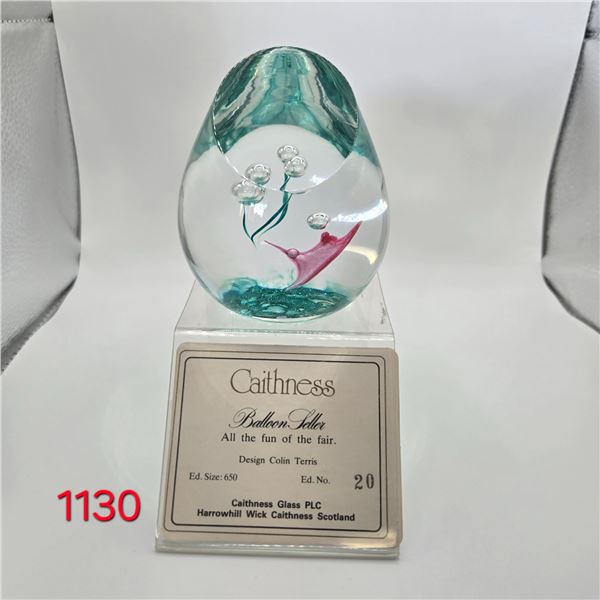 Caithness
Balloon Seller
All the fun of the fair.
Design Colin Terris
Ed. Size: 650 Ed. No. 20
Caithness Glass PLC
Harrowhill Wick Caithness Scotland
1130